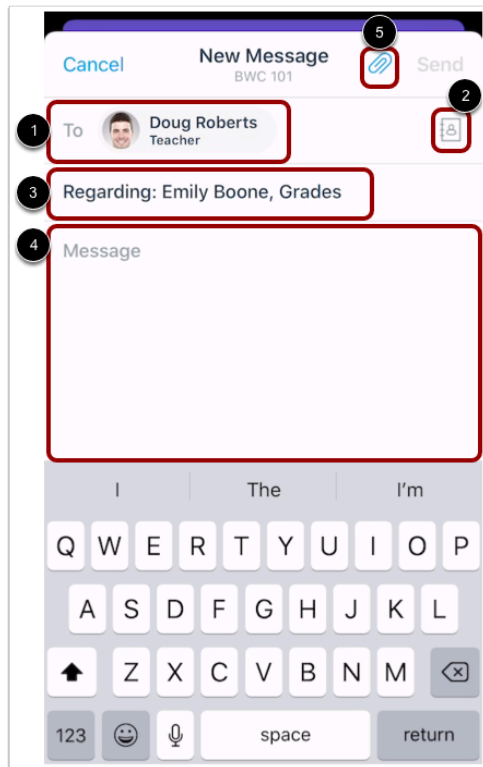 5
Cancel New Message Send
BWC 101
2
1 To Doug Roberts
Teacher
3 Regarding: Emily Boone, Grades
4 Message
I The I'm
Q W E R T Y U I O P
A S D F G H J K L
Z X C V B N M
123 space return